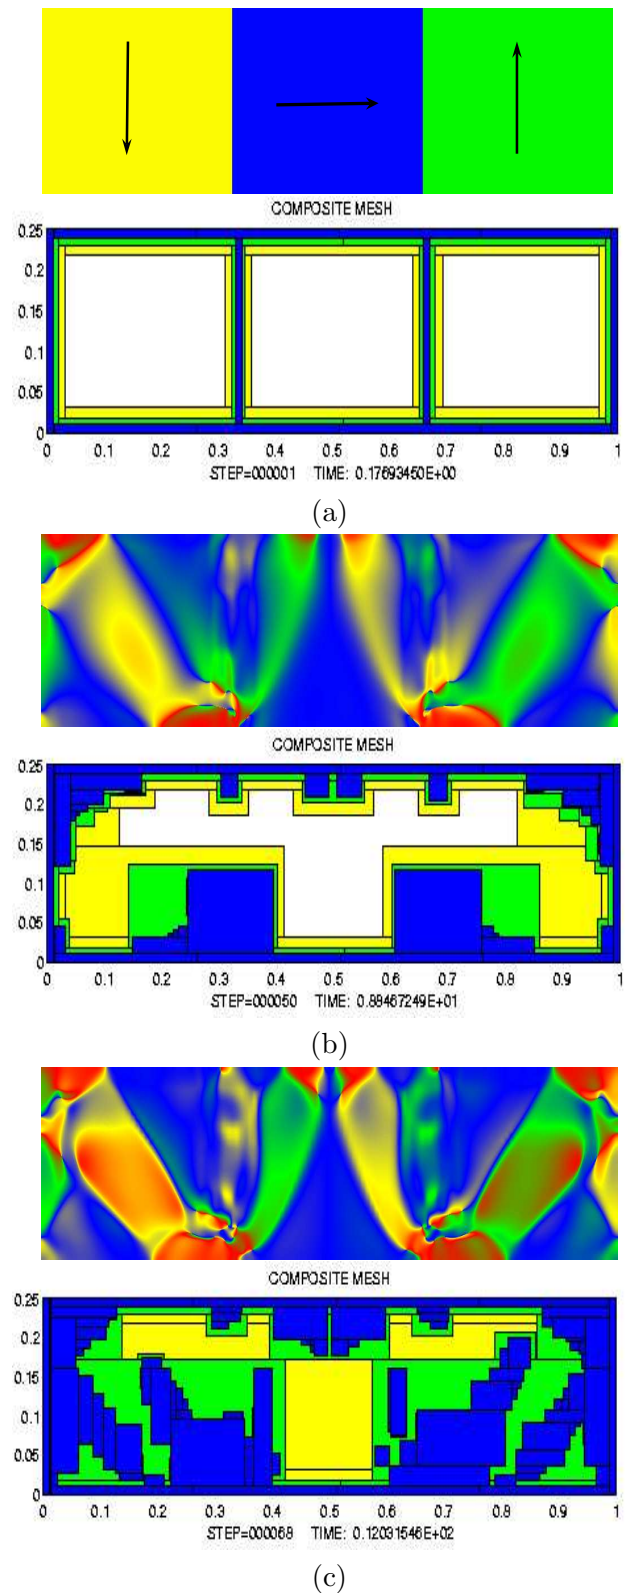 COMPOSITE MESH
0.25
0.2
0.15
0.1
0.05
0
0 0.1 0.2 0.3 0.4 0.5 0.6 0.7 0.8 0.9 1
STEP=000001 TIME: 0.17693450E+00
(a)
COMPOSITE MESH
0.25
0.2
0.15
0.1
0.05
0
0 0.1 0.2 0.3 0.4 0.5 0.6 0.7 0.8 0.9 1
STEP=000050 TIME: 0.88467249E+01
(b)
COMPOSITE MESH
0.25
0.2
0.15
0.1
0.05
0
0 0.1 0.2 0.3 0.4 0.5 0.6 0.7 0.8 0.9 1
STEP=000068 TIME: 0.12031546E+02
(c)